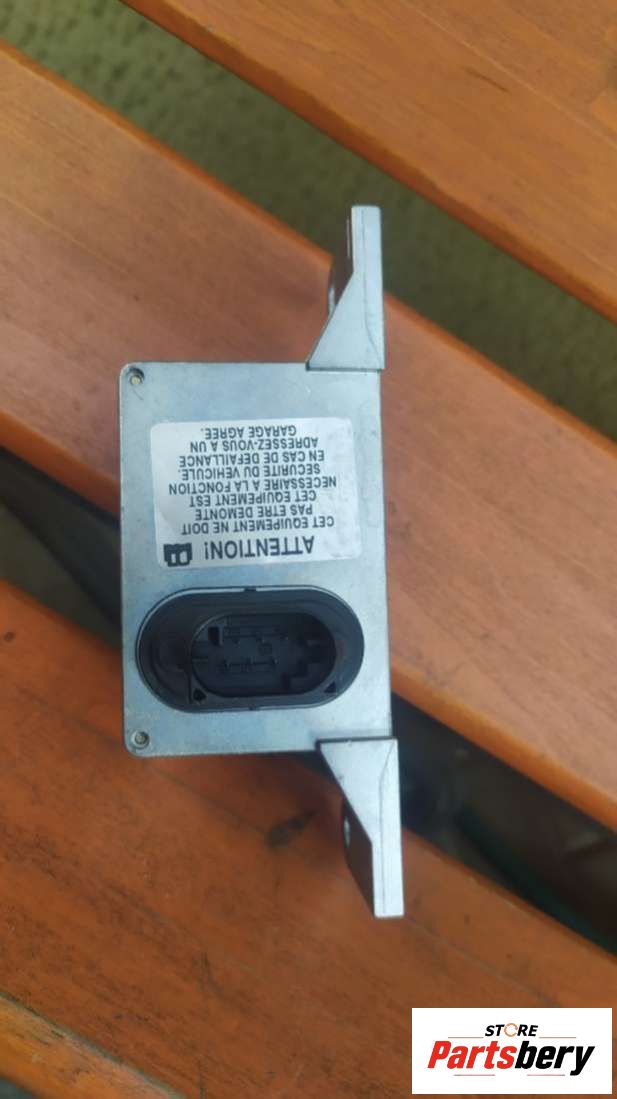 ATTENTION!
CET EQUIPEMENT NE DOIT
PAS ETRE DEMONTE
CET EQUIPEMENT EST
NECESSAIRE A LA FONCTION
SECURITE DU VEHICULE.
EN CAS DE DEFAILLANCE
ADRESSEZ-VOUS A UN
GARAGE AGREE.
STORE
Partsbery